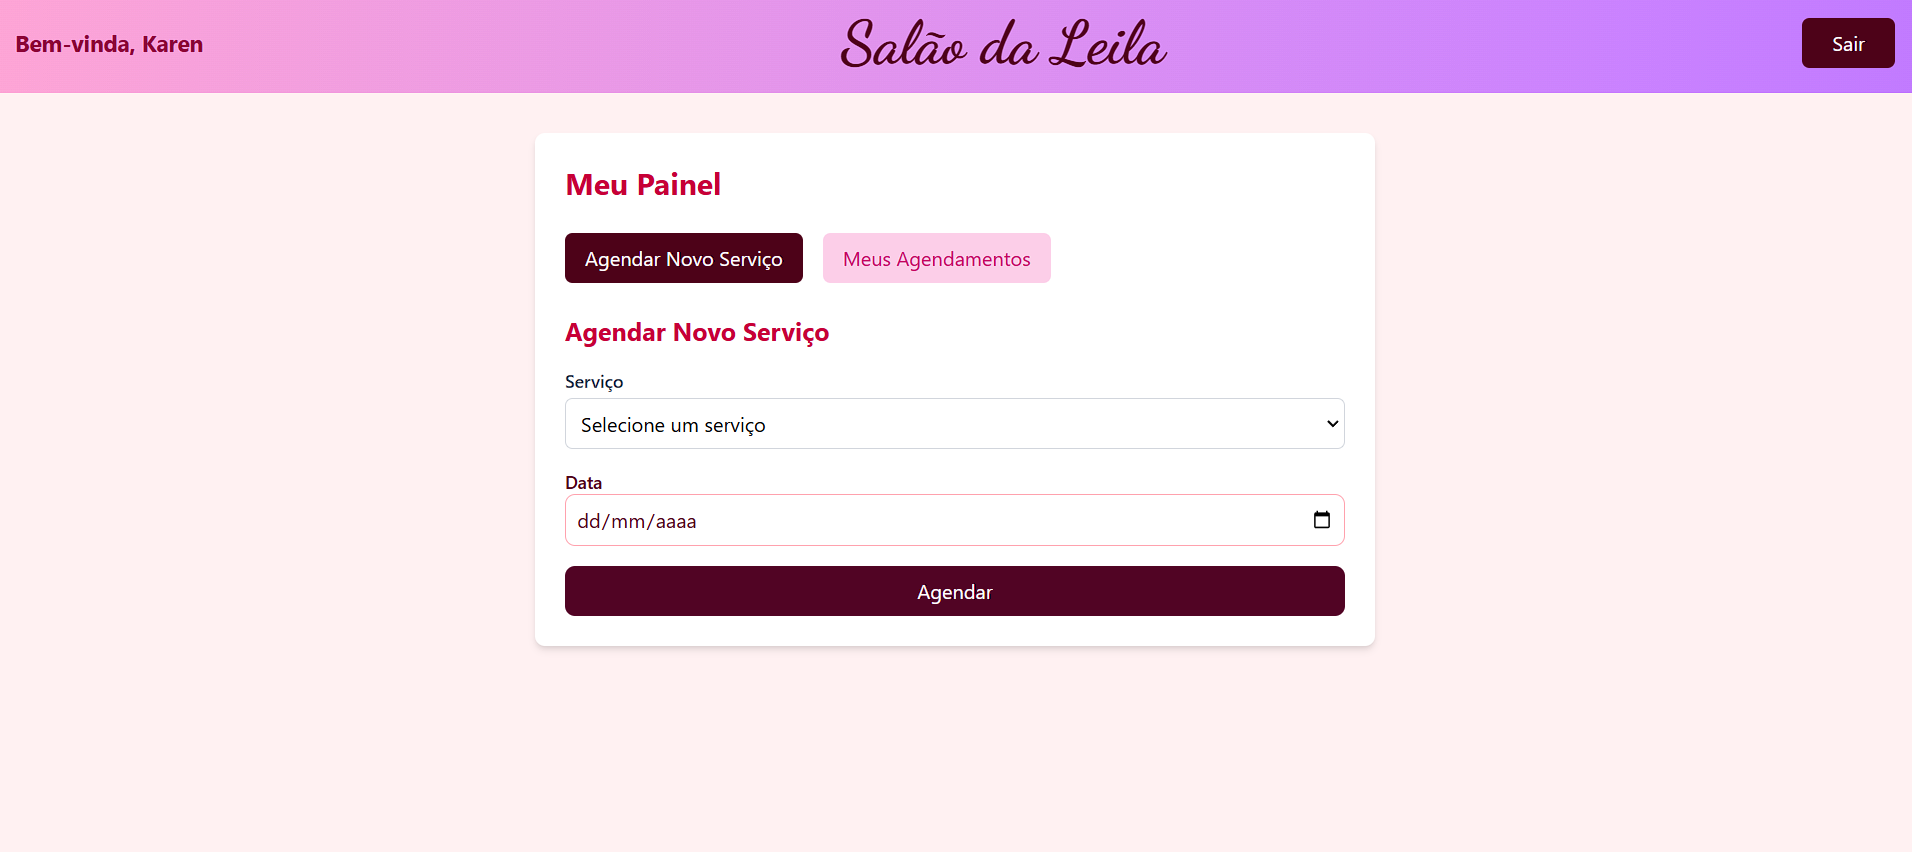 Bem-vinda, Karen
Salão da Leila
Sair
Meu Painel
Agendar Novo Serviço
Meus Agendamentos
Agendar Novo Serviço
Serviço
Selecione um serviço
Data
dd/mm/aaaa
Agendar